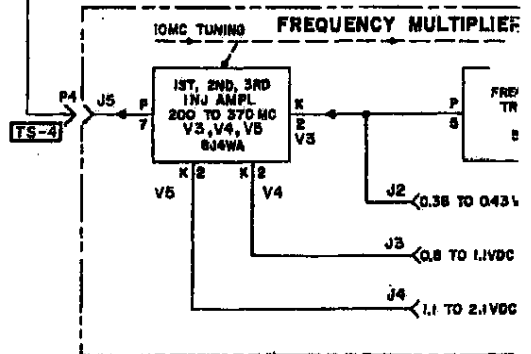 10MC TUNING
FREQUENCY MULTIPLIER
1ST, 2ND, 3RD
INJ AMPL
200 TO 370 MC
V3, V4, V5
6J4WA
P4
J5
P
7
K
2
V3
P
TS-4
K 2
K 2
V5
V4
J2
0.38 TO 0.43
J3
0.8 TO 1.1VDC
J4
1.1 TO 2.1VDC